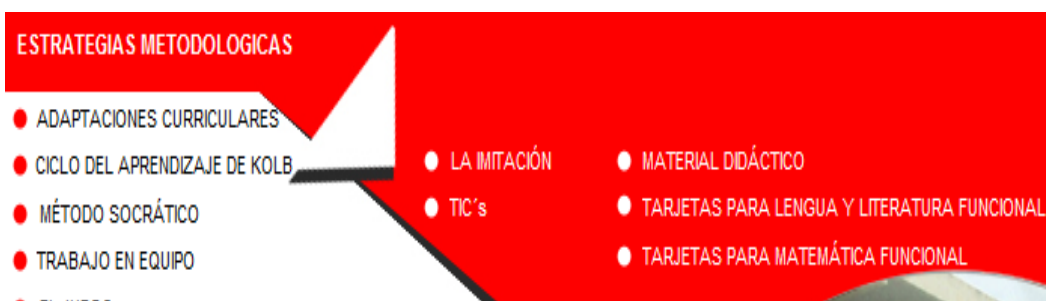 ESTRATEGIAS METODOLOGICAS
ADAPTACIONES CURRICULARES
CICLO DEL APRENDIZAJE DE KOLB
MÉTODO SOCRÁTICO
TRABAJO EN EQUIPO
LA IMITACIÓN
TIC´s
MATERIAL DIDÁCTICO
TARJETAS PARA LENGUA Y LITERATURA FUNCIONAL
TARJETAS PARA MATEMÁTICA FUNCIONAL